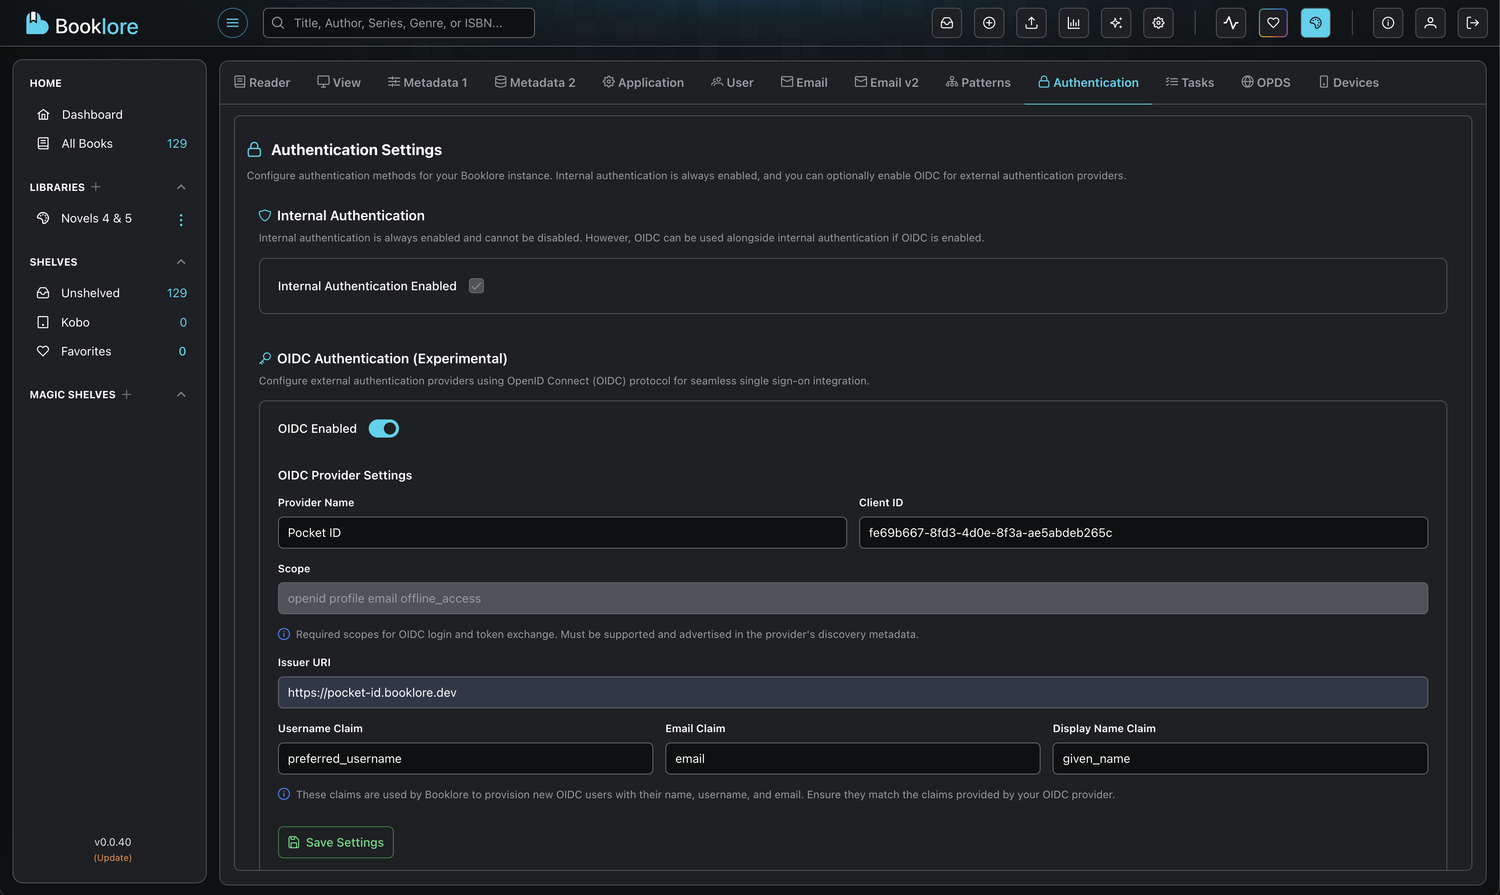 Booklore
Title, Author, Series, Genre, or ISBN...
HOME
Dashboard
All Books 129
LIBRARIES
Novels 4 & 5
SHELVES
Unshelved 129
Kobo 0
Favorites 0
MAGIC SHELVES
v0.0.40
(Update)
Reader View Metadata 1 Metadata 2 Application User Email Email v2 Patterns Authentication Tasks OPDS Devices
Authentication Settings
Configure authentication methods for your Booklore instance. Internal authentication is always enabled, and you can optionally enable OIDC for external authentication providers.
Internal Authentication
Internal authentication is always enabled and cannot be disabled. However, OIDC can be used alongside internal authentication if OIDC is enabled.
Internal Authentication Enabled
OIDC Authentication (Experimental)
Configure external authentication providers using OpenID Connect (OIDC) protocol for seamless single sign-on integration.
OIDC Enabled
OIDC Provider Settings
Provider Name Client ID
Pocket ID fe69b667-8fd3-4d0e-8f3a-ae5abdeb265c
Scope
openid profile email offline_access
Required scopes for OIDC login and token exchange. Must be supported and advertised in the provider's discovery metadata.
Issuer URI
https://pocket-id.booklore.dev
Username Claim Email Claim Display Name Claim
preferred_username email given_name
These claims are used by Booklore to provision new OIDC users with their name, username, and email. Ensure they match the claims provided by your OIDC provider.
Save Settings